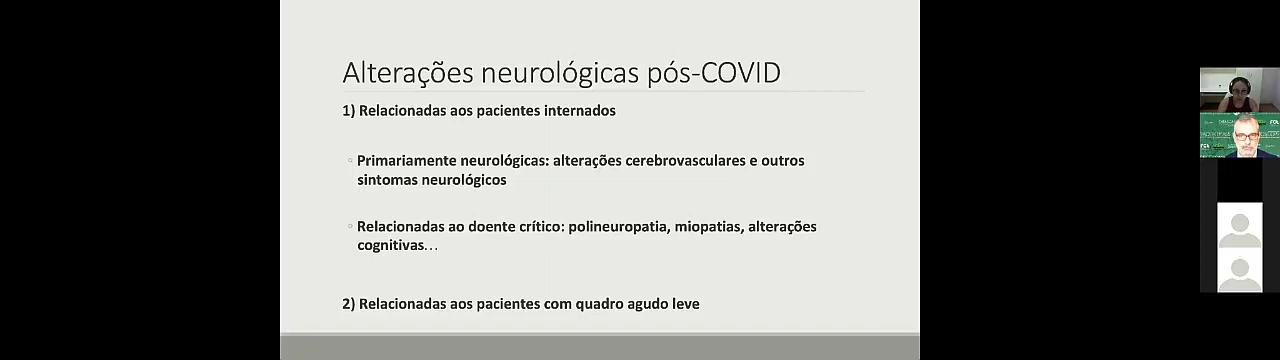 Alterações neurológicas pós-COVID
1) Relacionadas aos pacientes internados
Primariamente neurológicas: alterações cerebrovasculares e outros
sintomas neurológicos
Relacionadas ao doente crítico: polineuropatia, miopatias, alterações
cognitivas…
2) Relacionadas aos pacientes com quadro agudo leve